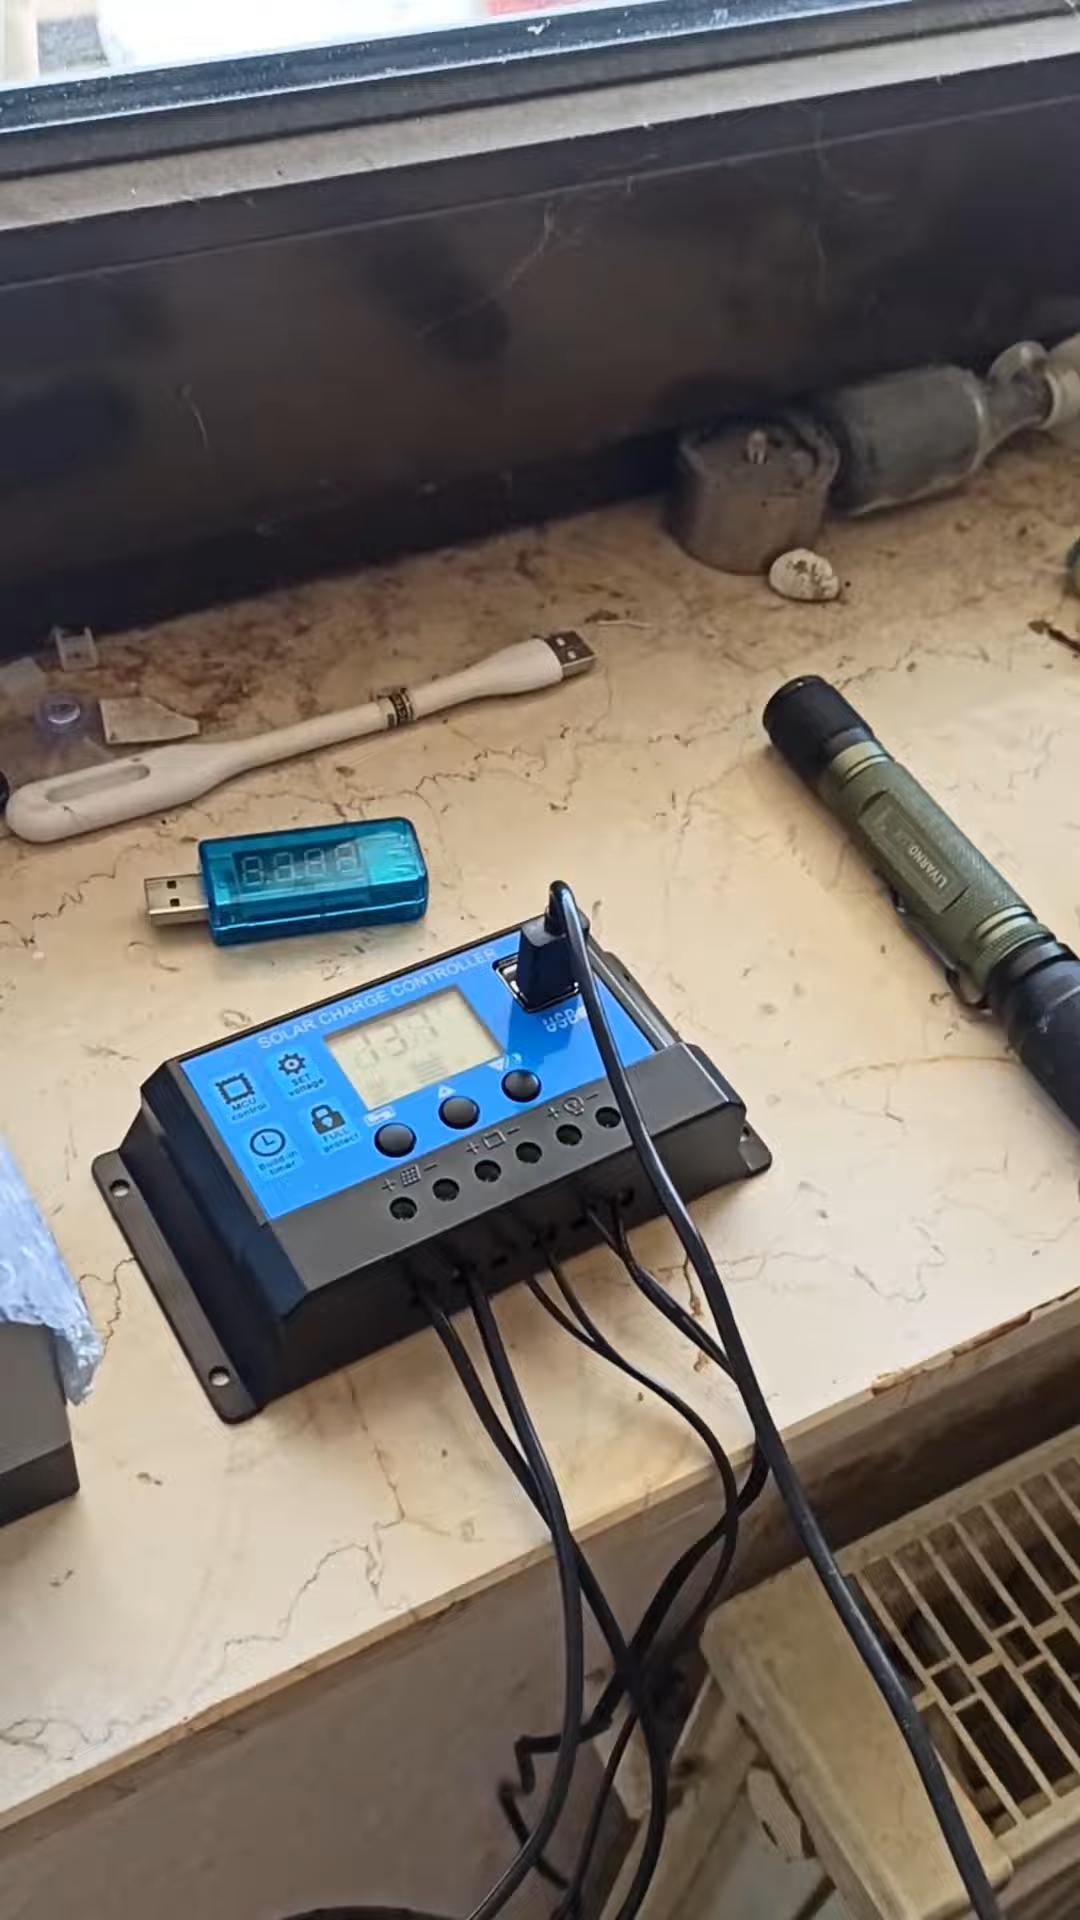 LIVARNO
SOLAR CHARGE CONTROLLER
USB
MCU
control
SET
voltage
Build-in
timer
FULL
protect
+ -
+ -
+ -